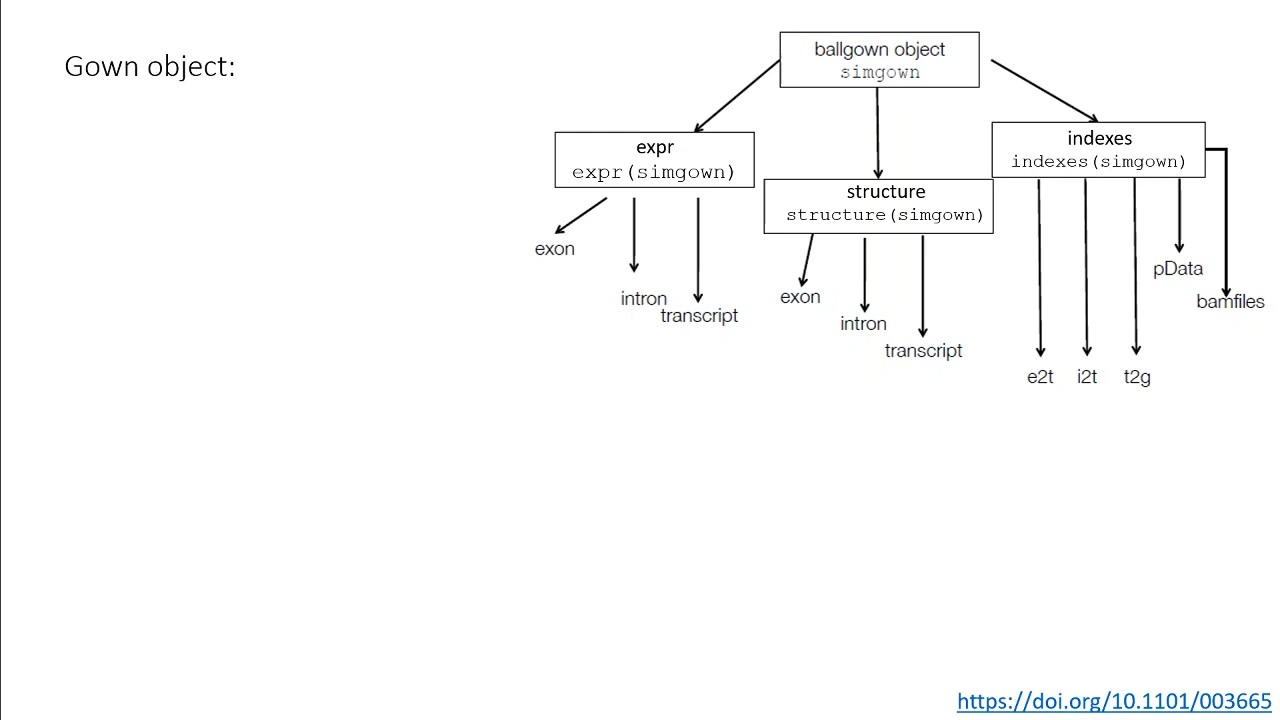 Gown object:
ballgown object
simgown
expr
expr(simgown)
structure
structure(simgown)
indexes
indexes(simgown)
exon
intron
transcript
exon
intron
transcript
e2t
i2t
t2g
pData
bamfiles
https://doi.org/10.1101/003665